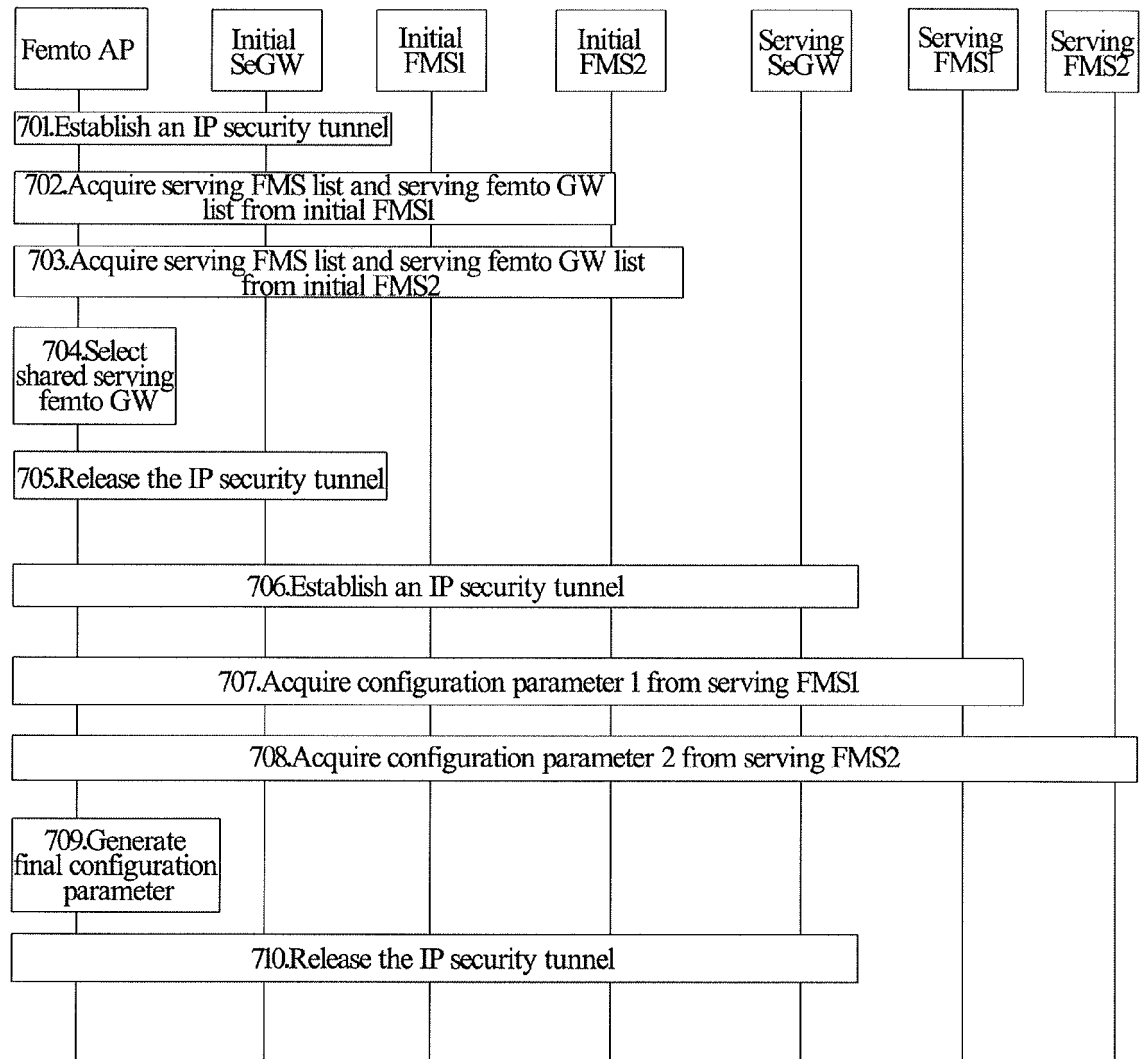 Femto AP
Initial
SeGW
Initial
FMS1
Initial
FMS2
Serving
SeGW
Serving
FMS1
Serving
FMS2
701.Establish an IP security tunnel
702.Acquire serving FMS list and serving femto GW
list from initial FMS1
703.Acquire serving FMS list and serving femto GW list
from initial FMS2
704.Select
shared serving
femto GW
705.Release the IP security tunnel
706.Establish an IP security tunnel
707.Acquire configuration parameter 1 from serving FMS1
708.Acquire configuration parameter 2 from serving FMS2
709.Generate
final configuration
parameter
710.Release the IP security tunnel